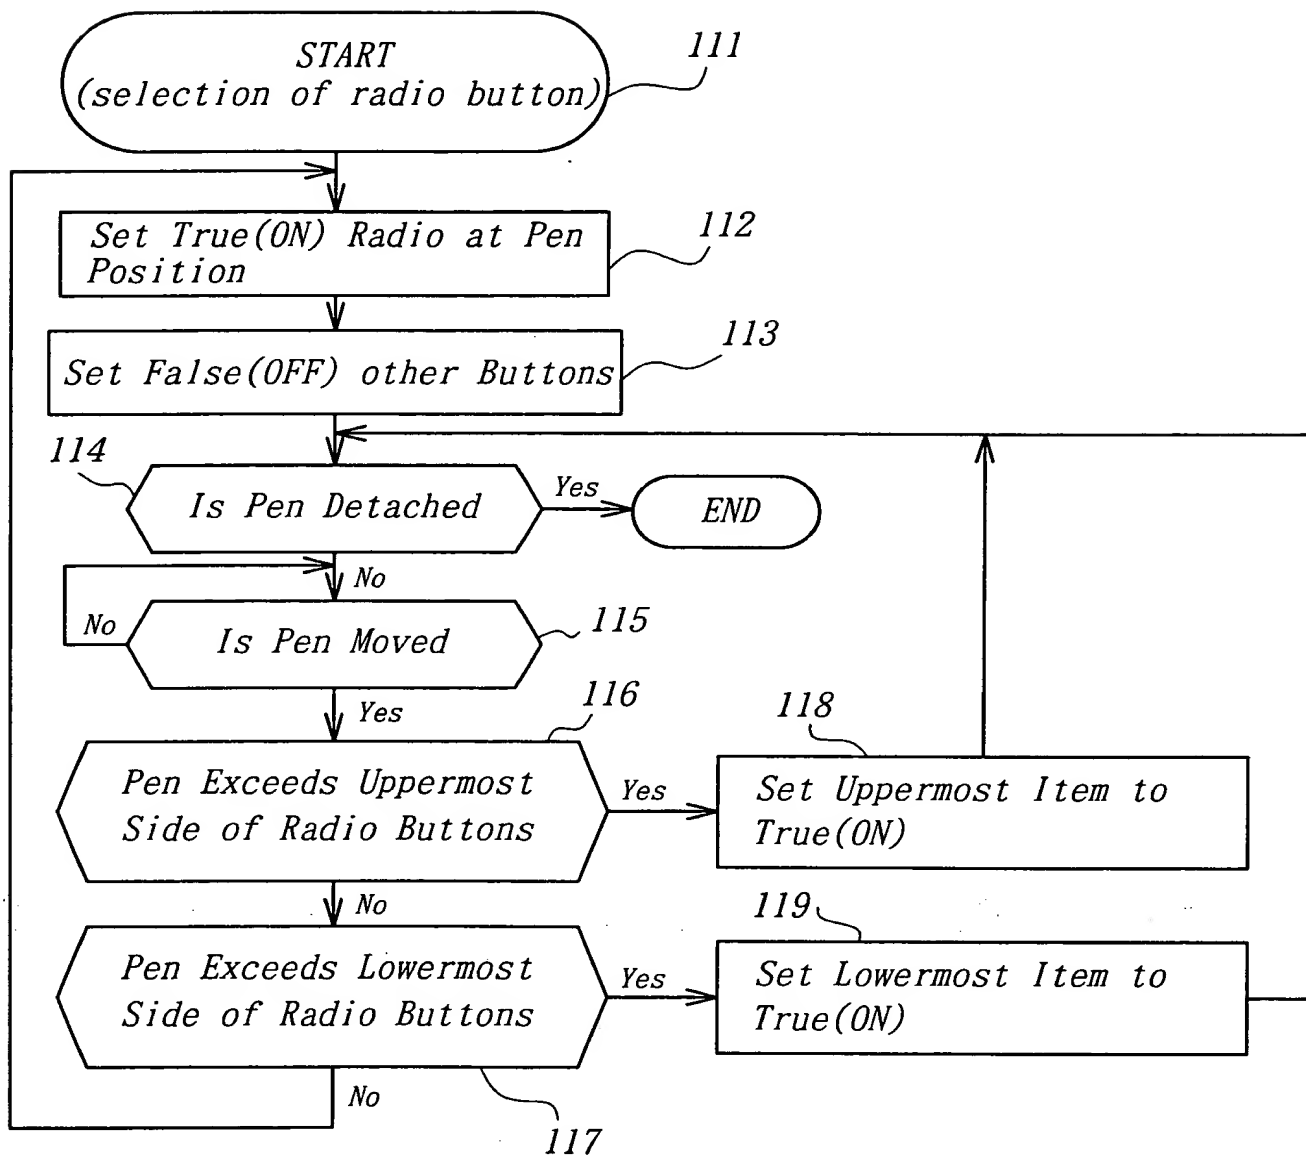 START
(selection of radio button)
111
Set True(ON) Radio at Pen
Position
112
Set False(OFF) other Buttons
113
114
Is Pen Detached
Yes
END
No
Is Pen Moved
115
No
Yes
116
Pen Exceeds Uppermost
Side of Radio Buttons
Yes
118
Set Uppermost Item to
True(ON)
No
Pen Exceeds Lowermost
Side of Radio Buttons
Yes
119
Set Lowermost Item to
True(ON)
No
117